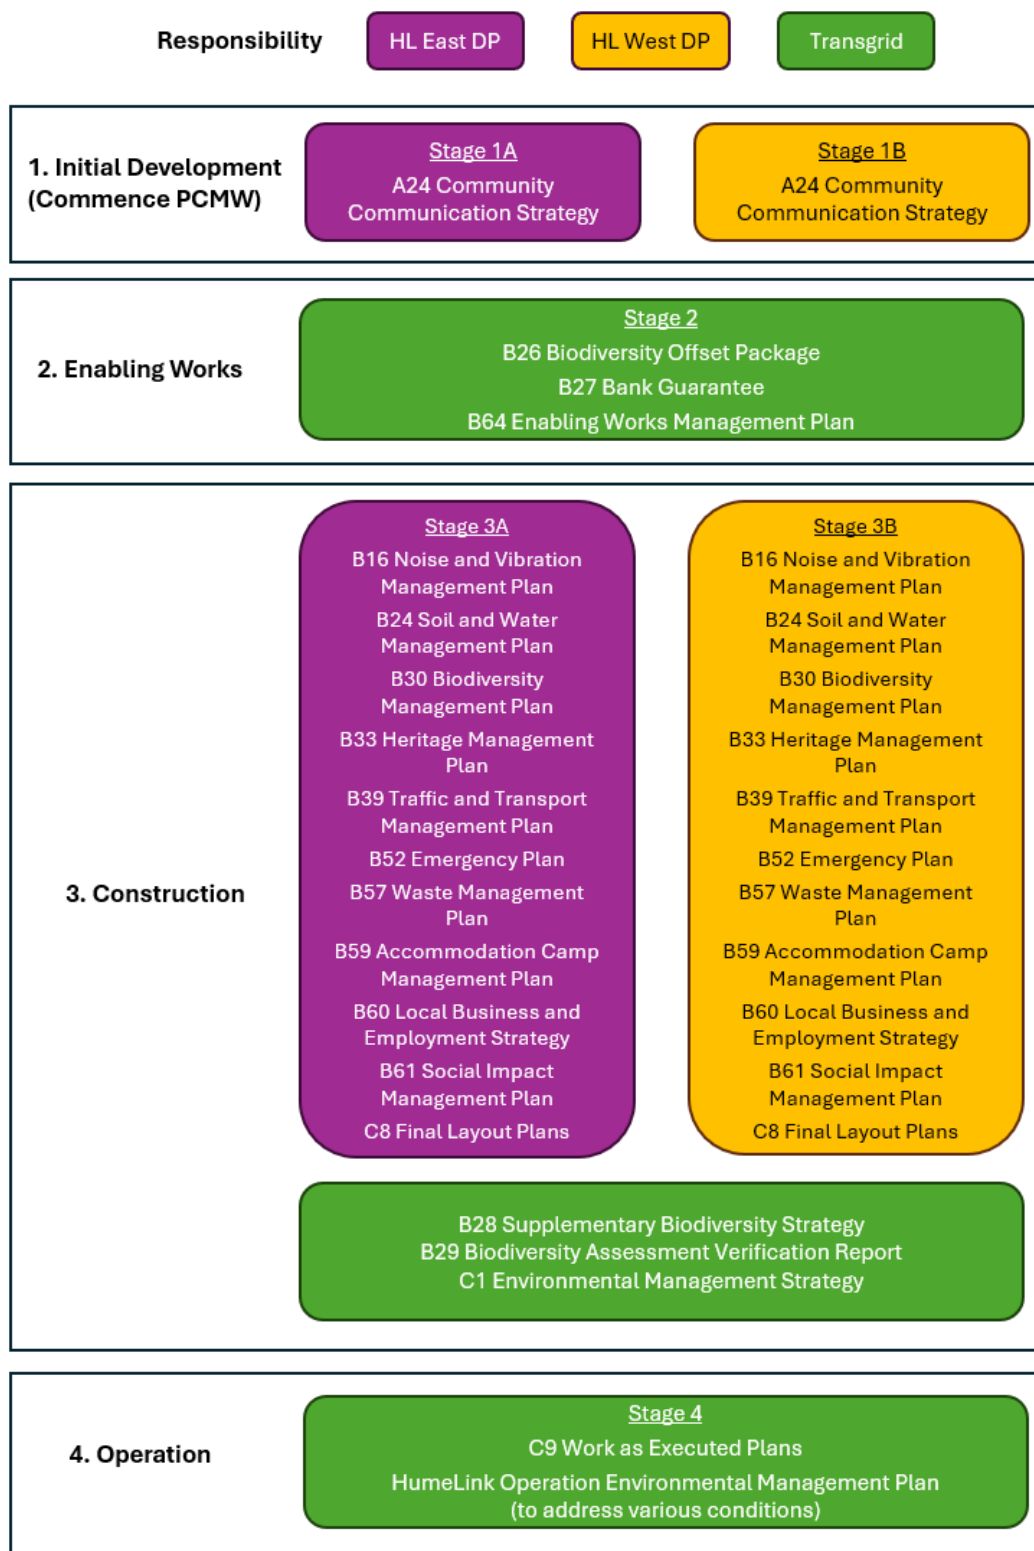 Responsibility
HL East DP
HL West DP
Transgrid
1. Initial Development
(Commence PCMW)
Stage 1A
A24 Community
Communication Strategy
Stage 1B
A24 Community
Communication Strategy
2. Enabling Works
Stage 2
B26 Biodiversity Offset Package
B27 Bank Guarantee
B64 Enabling Works Management Plan
3. Construction
Stage 3A
B16 Noise and Vibration
Management Plan
B24 Soil and Water
Management Plan
B30 Biodiversity
Management Plan
B33 Heritage Management
Plan
B39 Traffic and Transport
Management Plan
B52 Emergency Plan
B57 Waste Management
Plan
B59 Accommodation Camp
Management Plan
B60 Local Business and
Employment Strategy
B61 Social Impact
Management Plan
C8 Final Layout Plans
Stage 3B
B16 Noise and Vibration
Management Plan
B24 Soil and Water
Management Plan
B30 Biodiversity
Management Plan
B33 Heritage Management
Plan
B39 Traffic and Transport
Management Plan
B52 Emergency Plan
B57 Waste Management
Plan
B59 Accommodation Camp
Management Plan
B60 Local Business and
Employment Strategy
B61 Social Impact
Management Plan
C8 Final Layout Plans
B28 Supplementary Biodiversity Strategy
B29 Biodiversity Assessment Verification Report
C1 Environmental Management Strategy
4. Operation
Stage 4
C9 Work as Executed Plans
HumeLink Operation Environmental Management Plan
(to address various conditions)